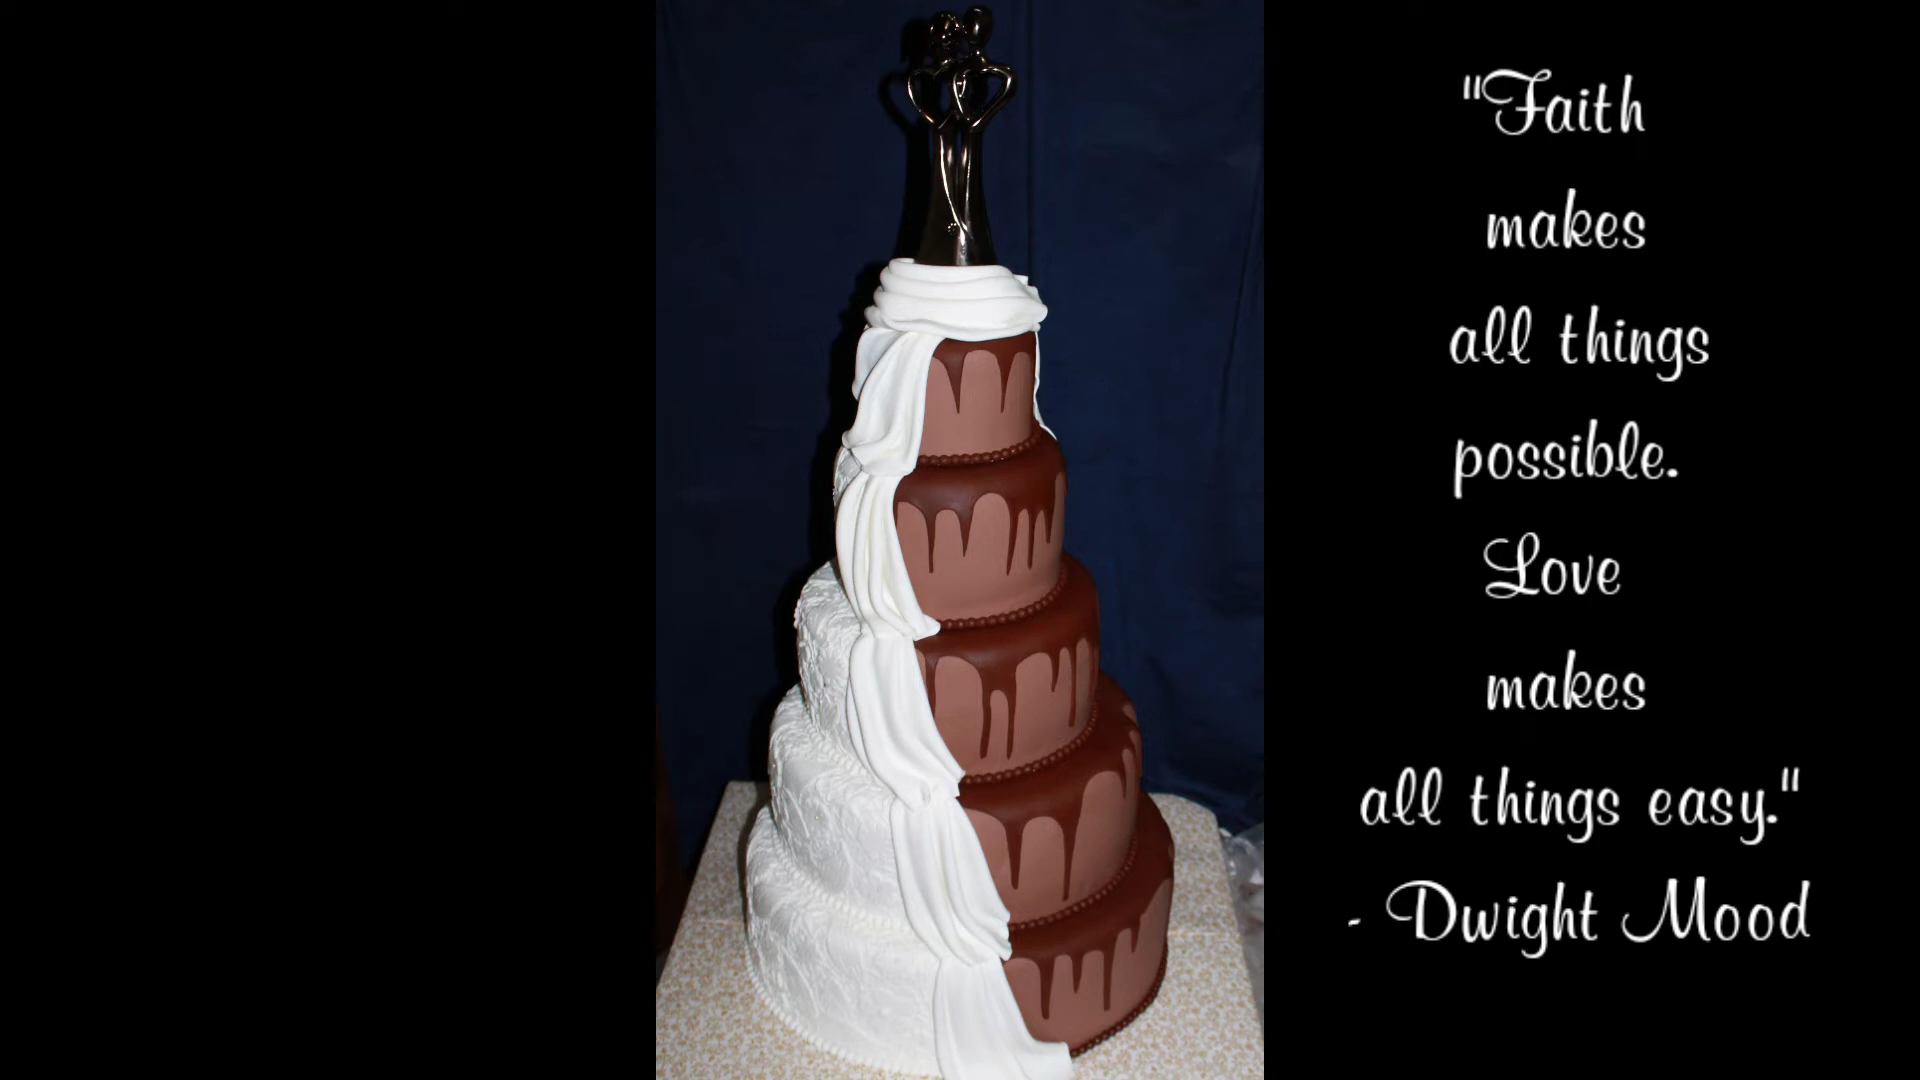 "Faith
makes
all things
possible.
Love
makes
all things easy."
- Dwight Mood